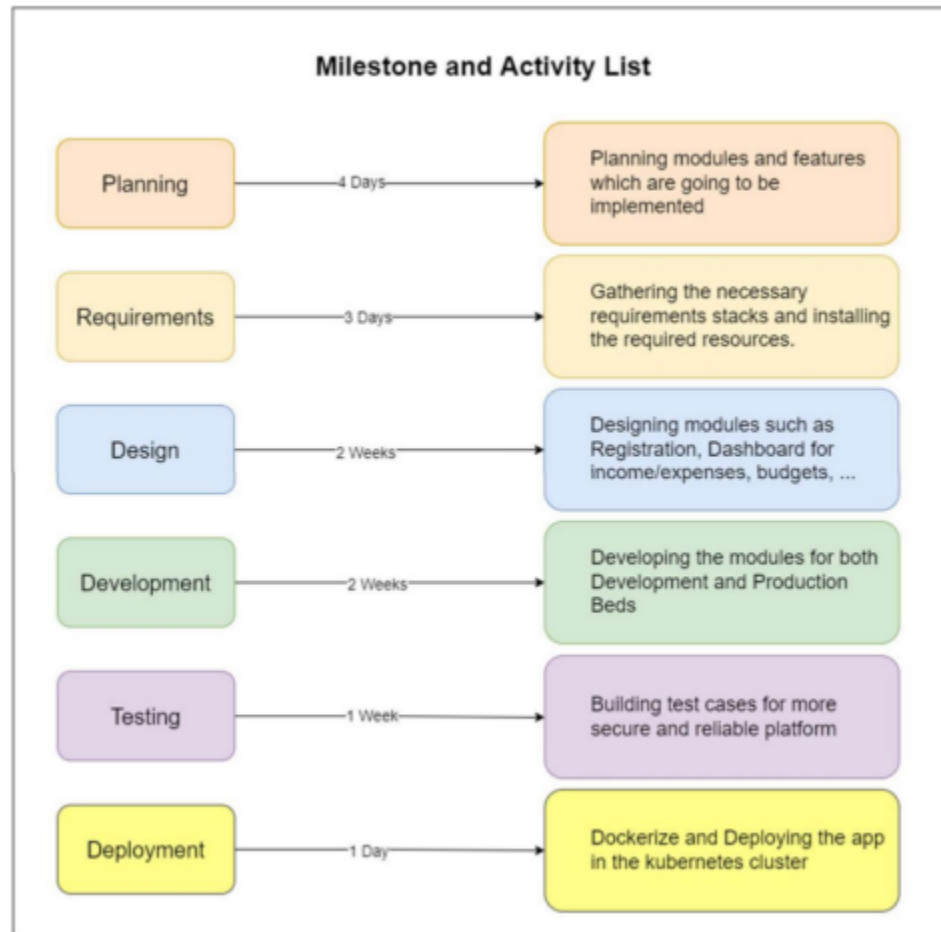 Milestone and Activity List
Planning
4 Days
Planning modules and features
which are going to be
implemented
Requirements
3 Days
Gathering the necessary
requirements stacks and installing
the required resources.
Design
2 Weeks
Designing modules such as
Registration, Dashboard for
income/expenses, budgets, ...
Development
2 Weeks
Developing the modules for both
Development and Production
Beds
Testing
1 Week
Building test cases for more
secure and reliable platform
Deployment
1 Day
Dockerize and Deploying the app
in the kubernetes cluster